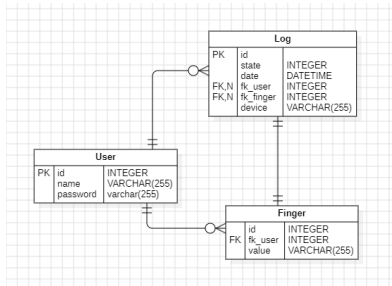 Log
PK id
state INTEGER
date DATETIME
FK,N fk_user INTEGER
FK,N fk_finger INTEGER
device VARCHAR(255)
User
PK id INTEGER
name VARCHAR(255)
password varchar(255)
Finger
id INTEGER
FK fk_user INTEGER
value VARCHAR(255)